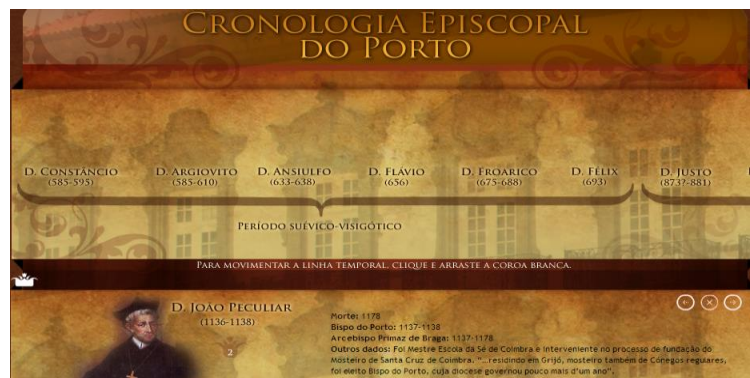 Cronologia Episcopal
do Porto
D. Constâncio
(585-595)
D. Argiovito
(585-610)
D. Ansiulfo
(633-638)
D. Flávio
(656)
D. Froarico
(675-688)
D. Félix
(693)
D. Justo
(873?-881)
Período suévico-visigótico
Para movimentar a linha temporal, clique e arraste a coroa branca.
D. João Peculiar
(1136-1138)
2
Morte: 1178
Bispo do Porto: 1137-1138
Arcebispo Primaz de Braga: 1137-1178
Outros dados: Foi Mestre Escola da Sé de Coimbra e interveniente no processo de fundação do
Mosteiro de Santa Cruz de Coimbra. "...residindo em Grijó, mosteiro também de Cónegos regulares,
foi eleito Bispo do Porto, cuja diocese governou pouco mais d'um ano".